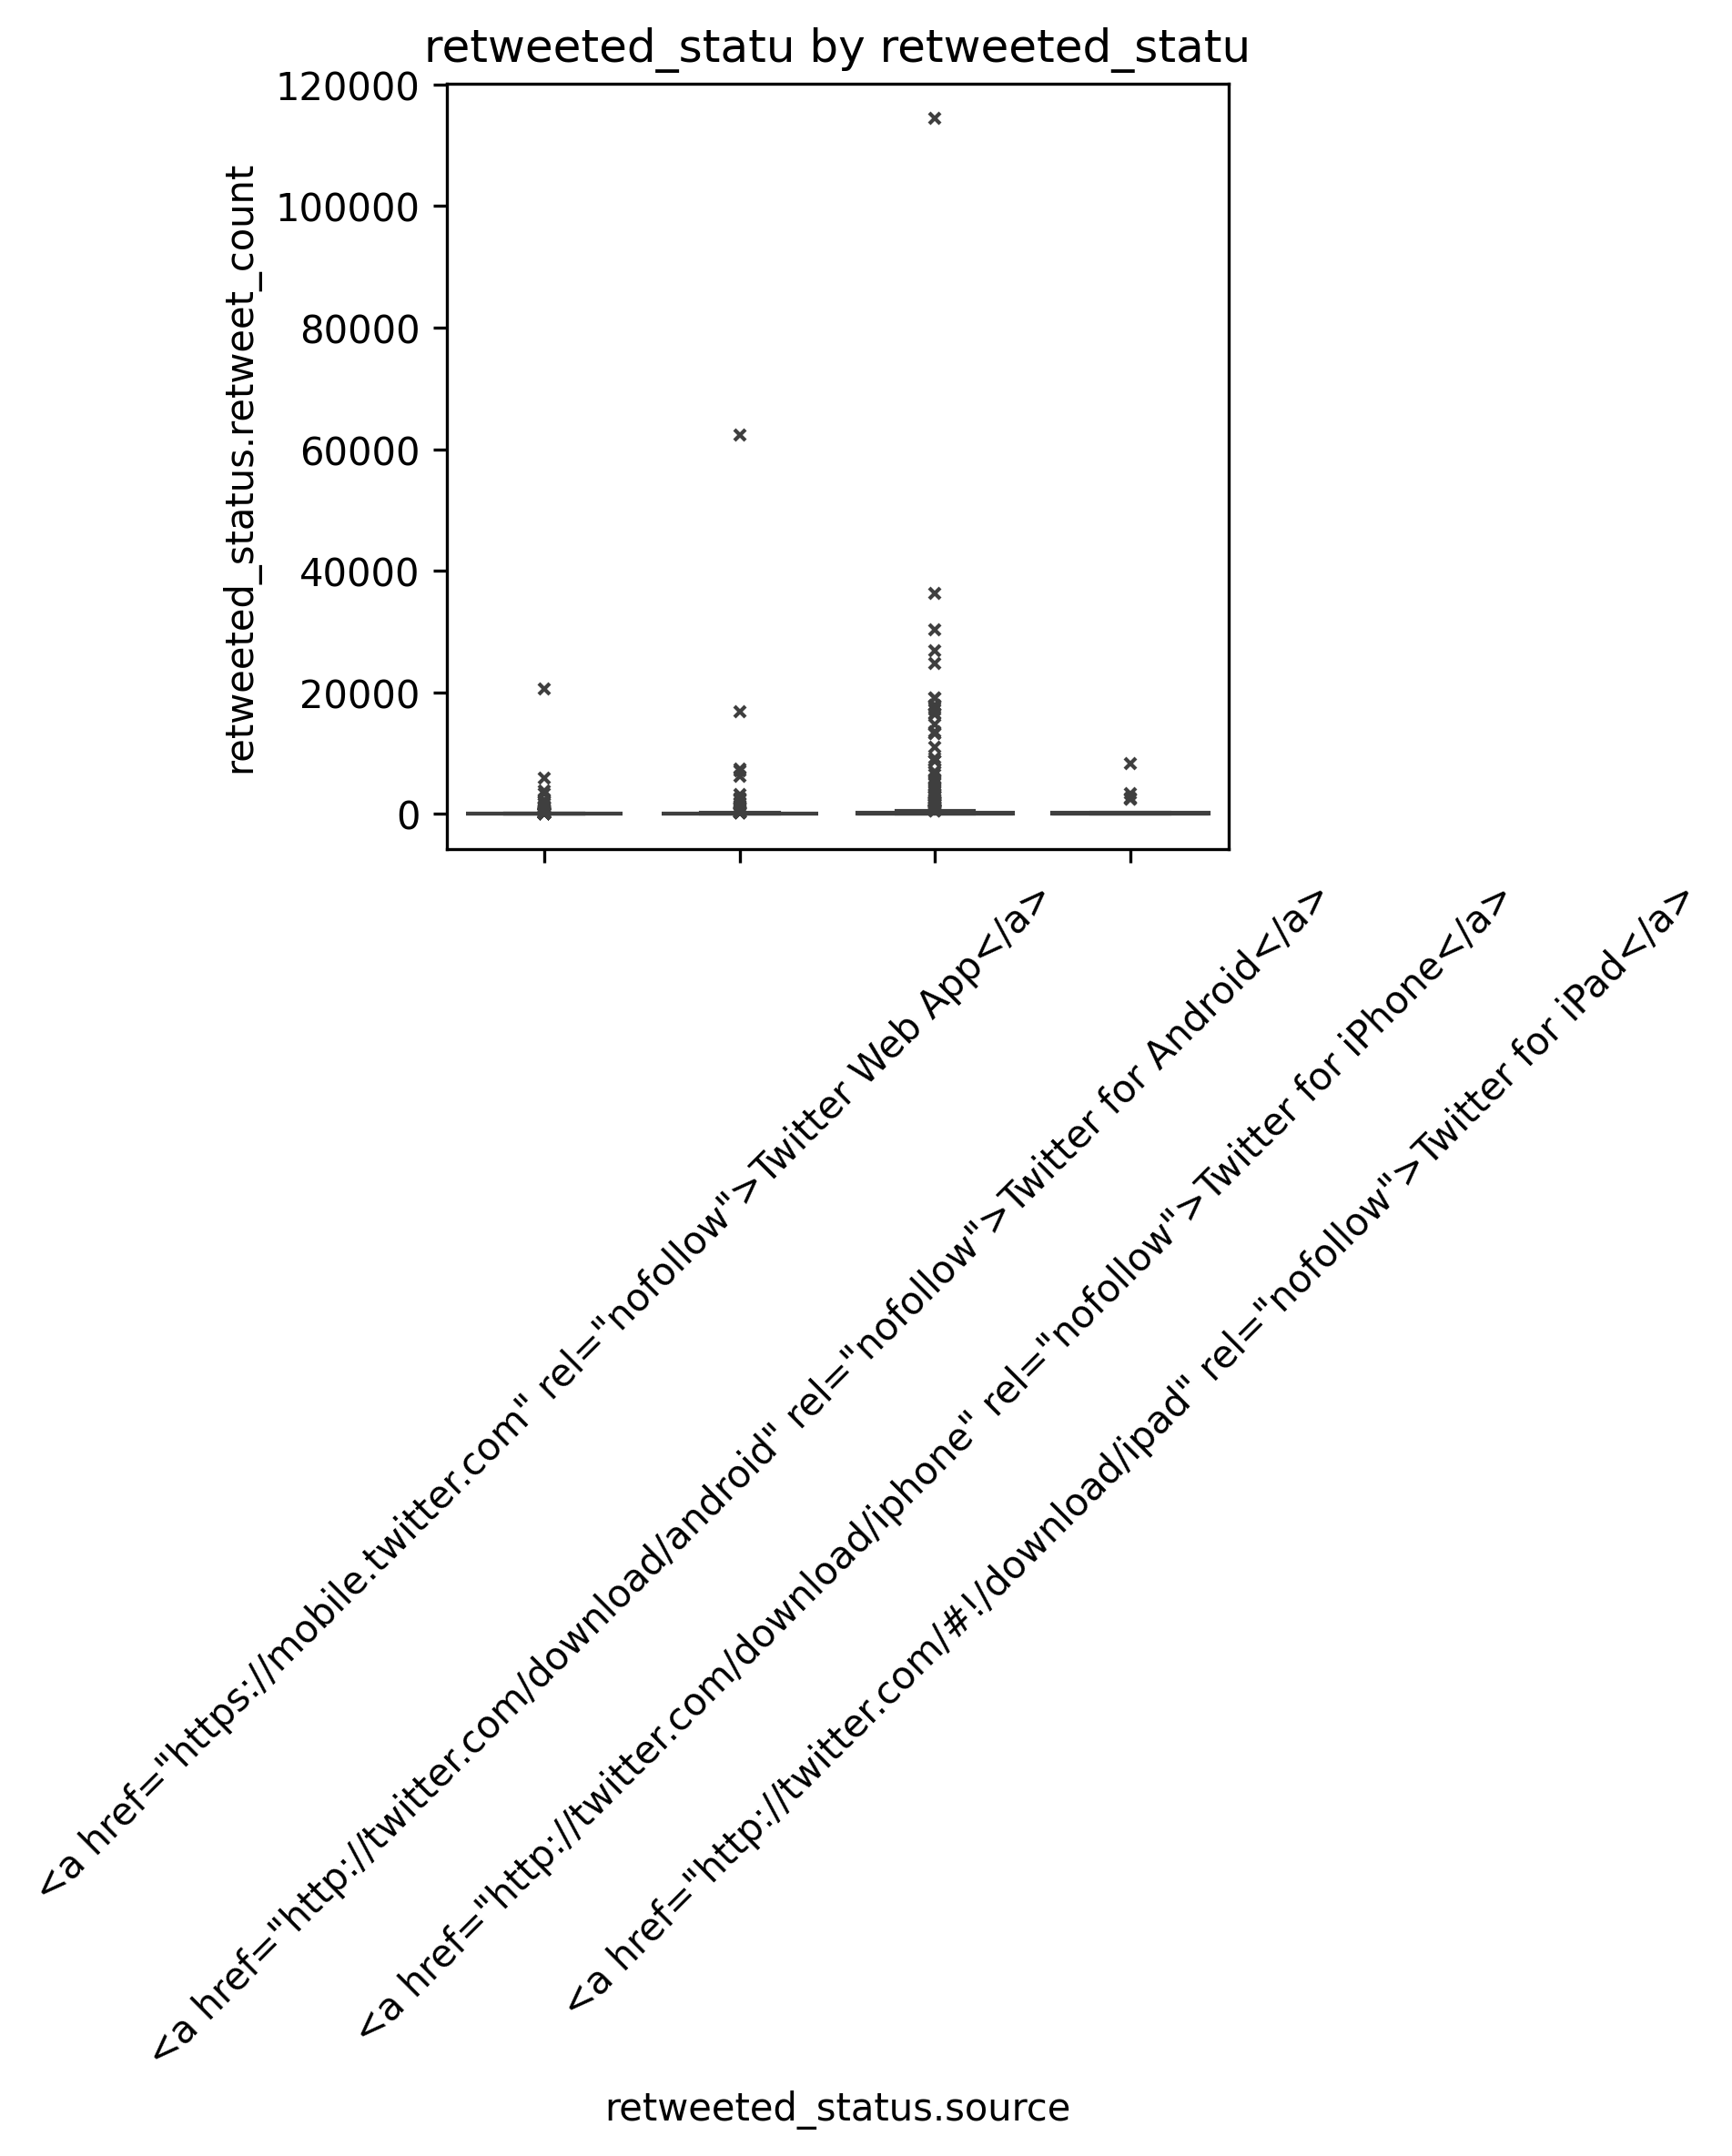 retweeted_statu by retweeted_statu
120000
100000
80000
60000
40000
20000
0
retweeted_status.retweet_count
<a href="https://mobile.twitter.com" rel="nofollow">Twitter Web App</a>
<a href="http://twitter.com/download/android" rel="nofollow">Twitter for Android</a>
<a href="http://twitter.com/download/iphone" rel="nofollow">Twitter for iPhone</a>
<a href="http://twitter.com/#!/download/ipad" rel="nofollow">Twitter for iPad</a>
retweeted_status.source